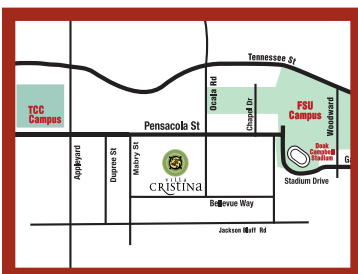 Tennessee St
Ocala Rd
Chapel Dr
Woodward
TCC
Campus
FSU
Campus
Pensacola St
Appleyard
Dupree St
Mabry St
Doak
Campbell
Stadium
Ga
Stadium Drive
villa
CRISTINA
Bellevue Way
Jackson Bluff Rd